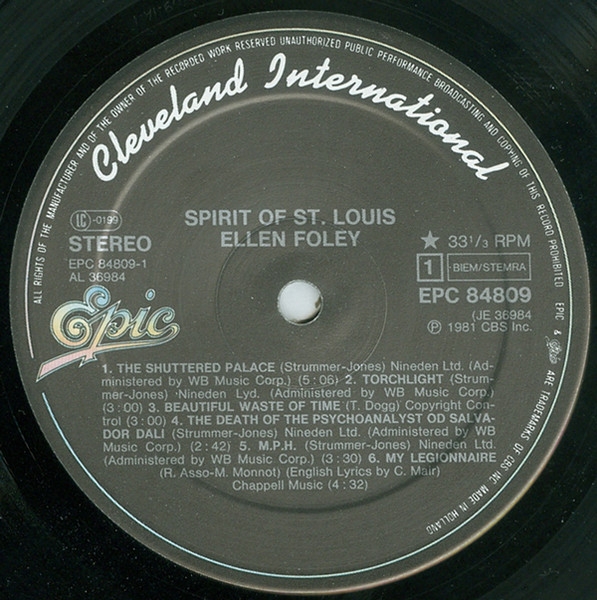 ALL RIGHTS OF THE MANUFACTURER AND OF THE OWNER OF THE RECORDED WORK RESERVED UNAUTHORIZED PUBLIC PERFORMANCE BROADCASTING AND COPYING OF THIS RECORD PROHIBITED EPIC & Epic ARE TRADEMARKS OF CBS INC MADE IN HOLLAND
Cleveland International
SPIRIT OF ST. LOUIS
ELLEN FOLEY
LC -0199
STEREO
EPC 84809-1
AL 36984
★ 33 1/3 RPM
1 BIEM/STEMRA
EPC 84809
(JE 36984
℗ 1981 CBS Inc.
Epic
1. THE SHUTTERED PALACE (Strummer-Jones) Nineden Ltd. (Ad-
ministered by WB Music Corp.) (5:06) 2. TORCHLIGHT (Strum-
mer-Jones) Nineden Lyd. (Administered by WB Music Corp.)
(3:00) 3. BEAUTIFUL WASTE OF TIME (T. Dogg) Copyright Con-
trol (3:00) 4. THE DEATH OF THE PSYCHOANALYST OD SALVA-
DOR DALI (Strummer-Jones) Nineden Ltd. (Administered by WB
Music Corp.) (2:42) 5. M.P.H. (Strummer-Jones) Nineden Ltd.
(Administered by WB Music Corp.) (3:30) 6. MY LEGIONNAIRE
(R. Asso-M. Monnot) (English Lyrics by C. Mair)
Chappell Music (4:32)